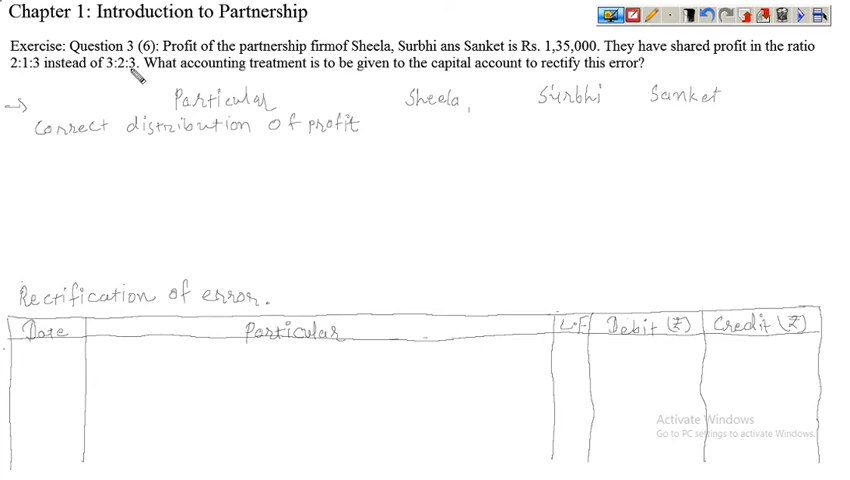 Chapter 1: Introduction to Partnership
Exercise: Question 3 (6): Profit of the partnership firmof Sheela, Surbhi ans Sanket is Rs. 1,35,000. They have shared profit in the ratio
2:1:3 instead of 3:2:3. What accounting treatment is to be given to the capital account to rectify this error?
→ Particular Sheela, Surbhi Sanket
Correct distribution of profit
Rectification of error.
Date Particular L.F Debit (₹) Credit (₹)
Activate Windows
Go to PC settings to activate Windows.